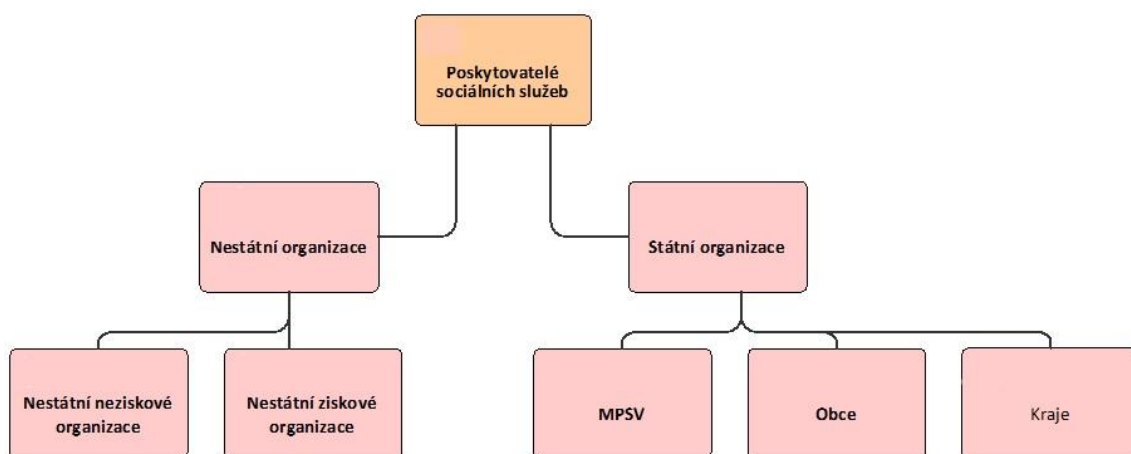 Poskytovatelé
sociálních služeb
Nestátní organizace
Státní organizace
Nestátní neziskové
organizace
Nestátní ziskové
organizace
MPSV
Obce
Kraje